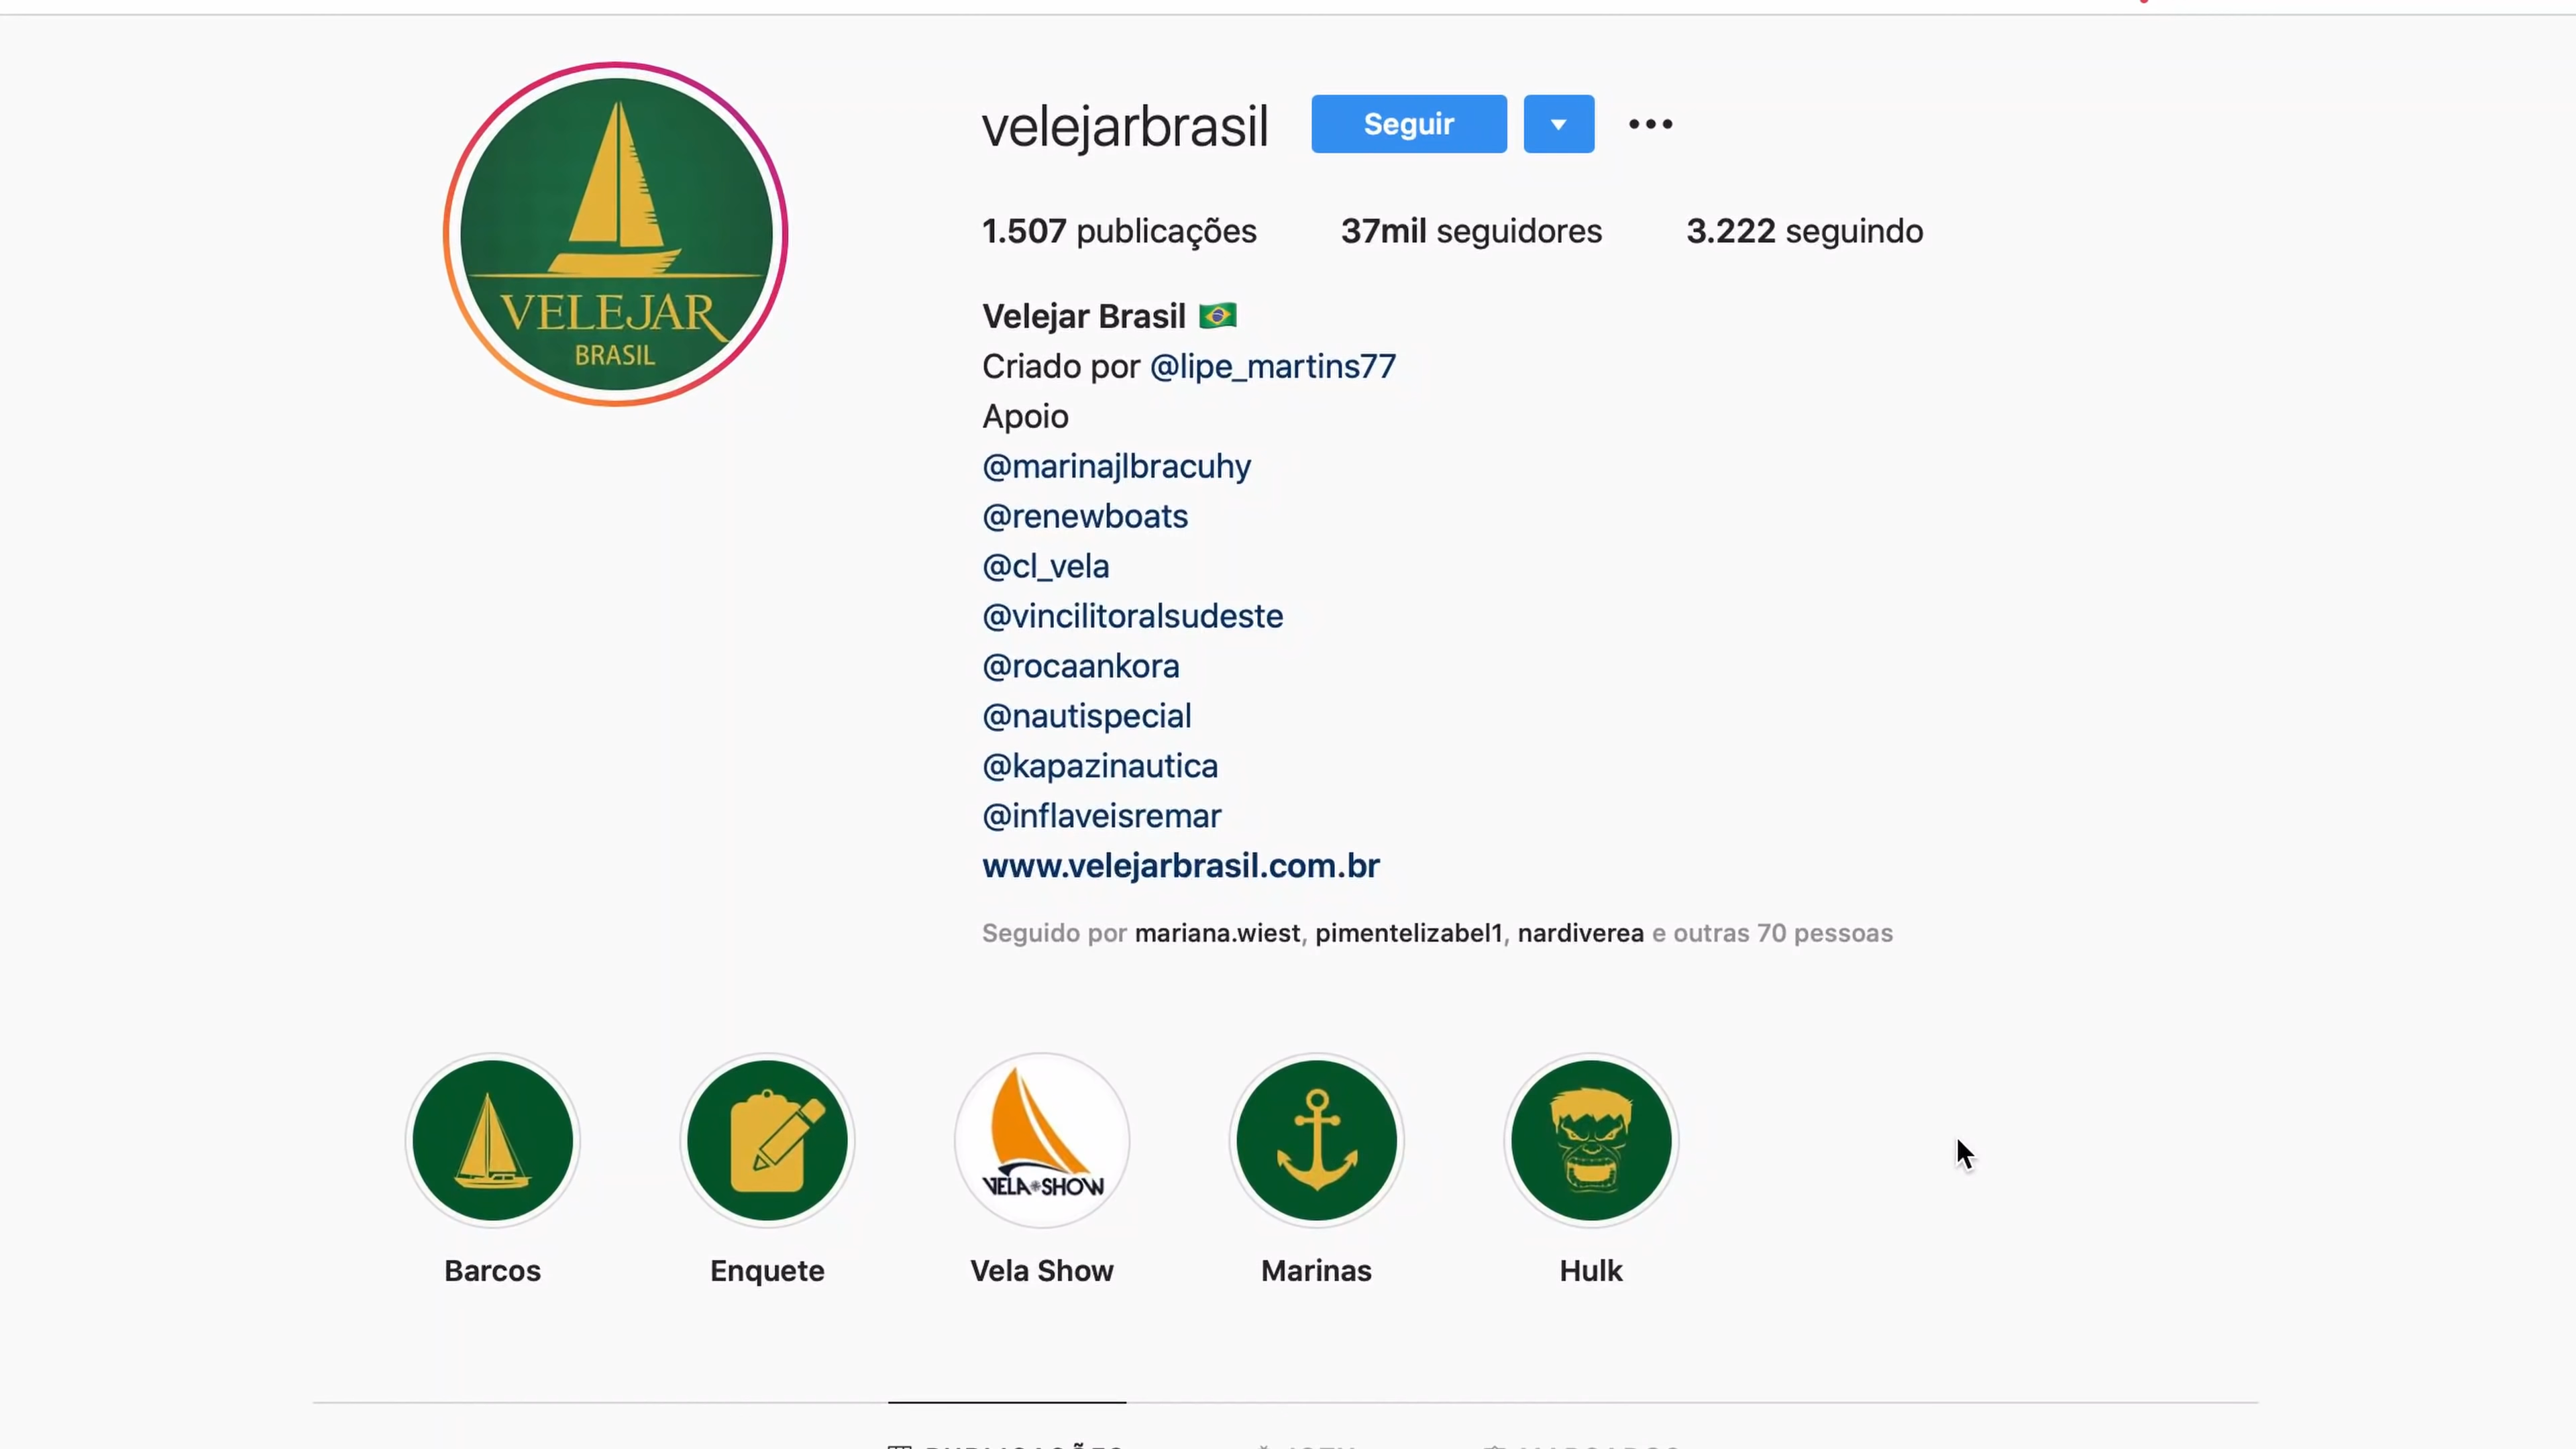 VELEJAR
BRASIL
velejarbrasil Seguir
1.507 publicações 37mil seguidores 3.222 seguindo
Velejar Brasil
Criado por @lipe_martins77
Apoio
@marinajlbracuhy
@renewboats
@cl_vela
@vincilitoralsudeste
@rocaankora
@nautispecial
@kapazinautica
@inflaveisremar
www.velejarbrasil.com.br
Seguido por mariana.wiest, pimentelizabel1, nardiverea e outras 70 pessoas
VELA SHOW
Barcos Enquete Vela Show Marinas Hulk